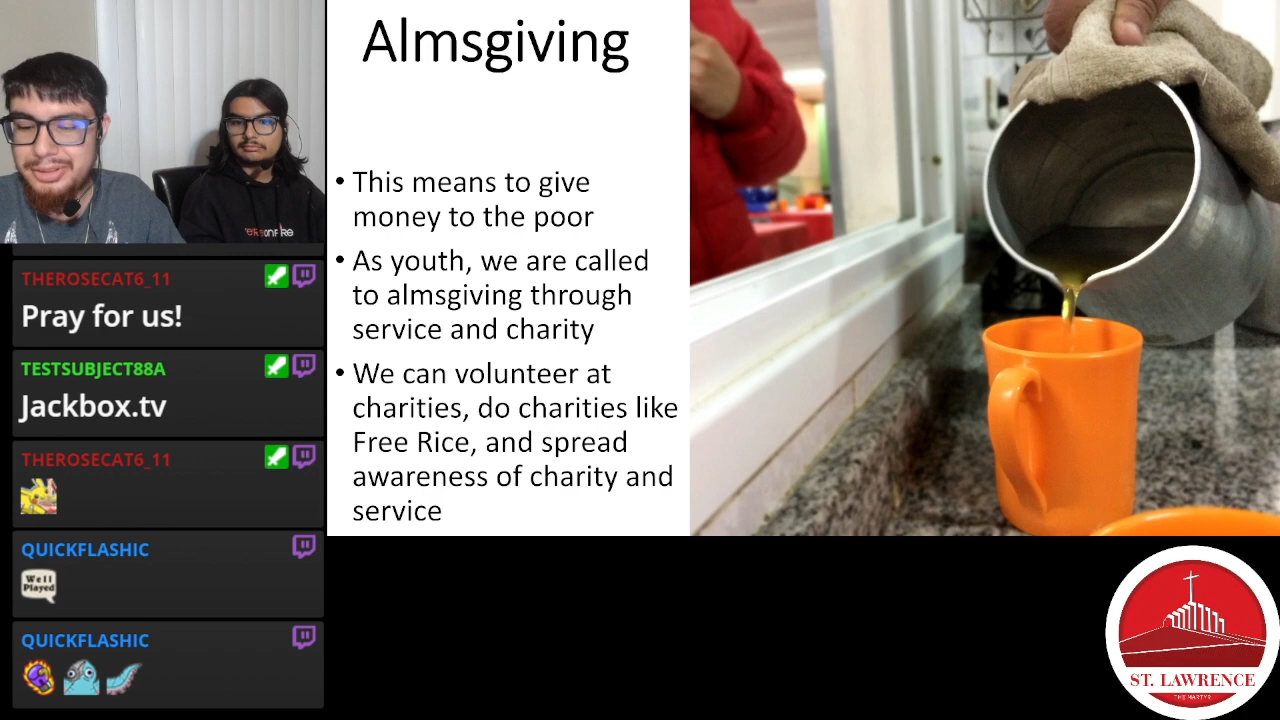 Almsgiving
• This means to give
money to the poor
• As youth, we are called
to almsgiving through
service and charity
• We can volunteer at
charities, do charities like
Free Rice, and spread
awareness of charity and
service
THEROSECAT6_11
Pray for us!
TESTSUBJECT88A
Jackbox.tv
THEROSECAT6_11
QUICKFLASHIC
Well
Played
QUICKFLASHIC
ST. LAWRENCE
THE MARTYR